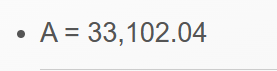 • A = 33,102.04